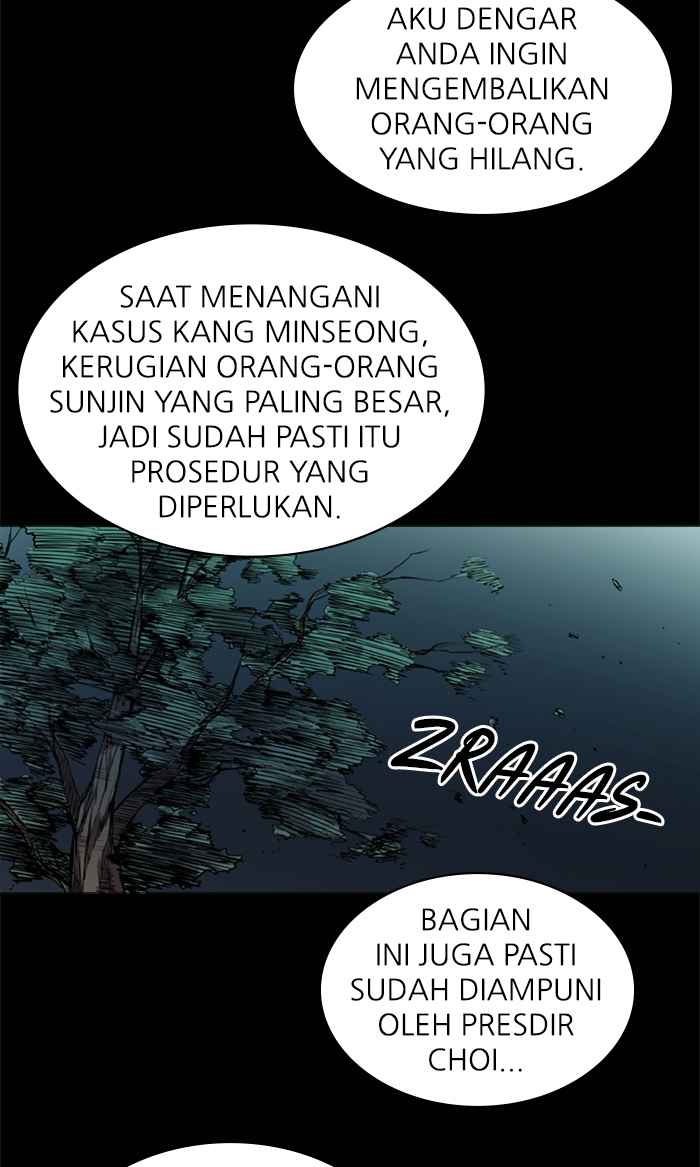 AKU DENGAR
ANDA INGIN
MENGEMBALIKAN
ORANG-ORANG
YANG HILANG.
SAAT MENANGANI
KASUS KANG MINSEONG,
KERUGIAN ORANG-ORANG
SUNJIN YANG PALING BESAR,
JADI SUDAH PASTI ITU
PROSEDUR YANG
DIPERLUKAN.
ZRAAAS-
BAGIAN
INI JUGA PASTI
SUDAH DIAMPUNI
OLEH PRESDIR
CHOI...